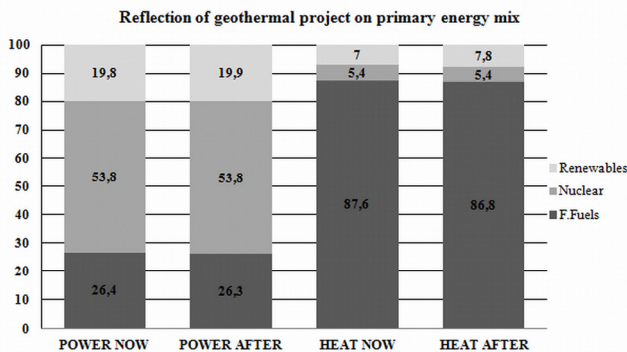 Reflection of geothermal project on primary energy mix
100
90
80
70
60
50
40
30
20
10
0
19,8
53,8
26,4
19,9
53,8
26,3
7
5,4
87,6
7,8
5,4
86,8
POWER NOW
POWER AFTER
HEAT NOW
HEAT AFTER
Renewables
Nuclear
F.Fuels